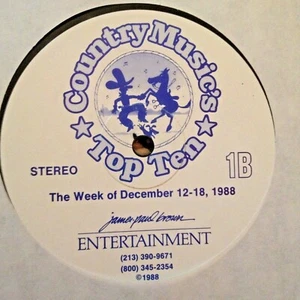 Country Music's
Top Ten
STEREO
1B
The Week of December 12-18, 1988
james paul brown
ENTERTAINMENT
(213) 390-9671
(800) 345-2354
©1988